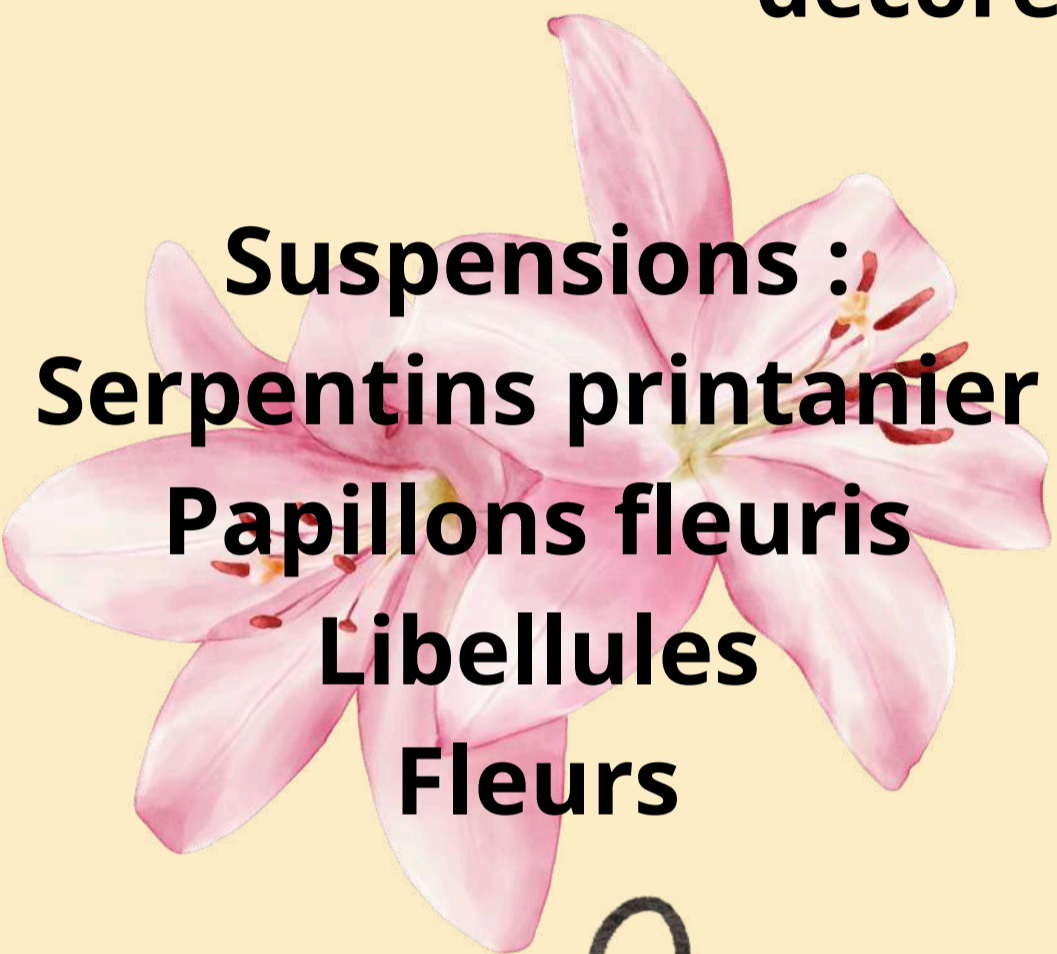 Suspensions :
Serpentins printanier
Papillons fleuris
Libellules
Fleurs